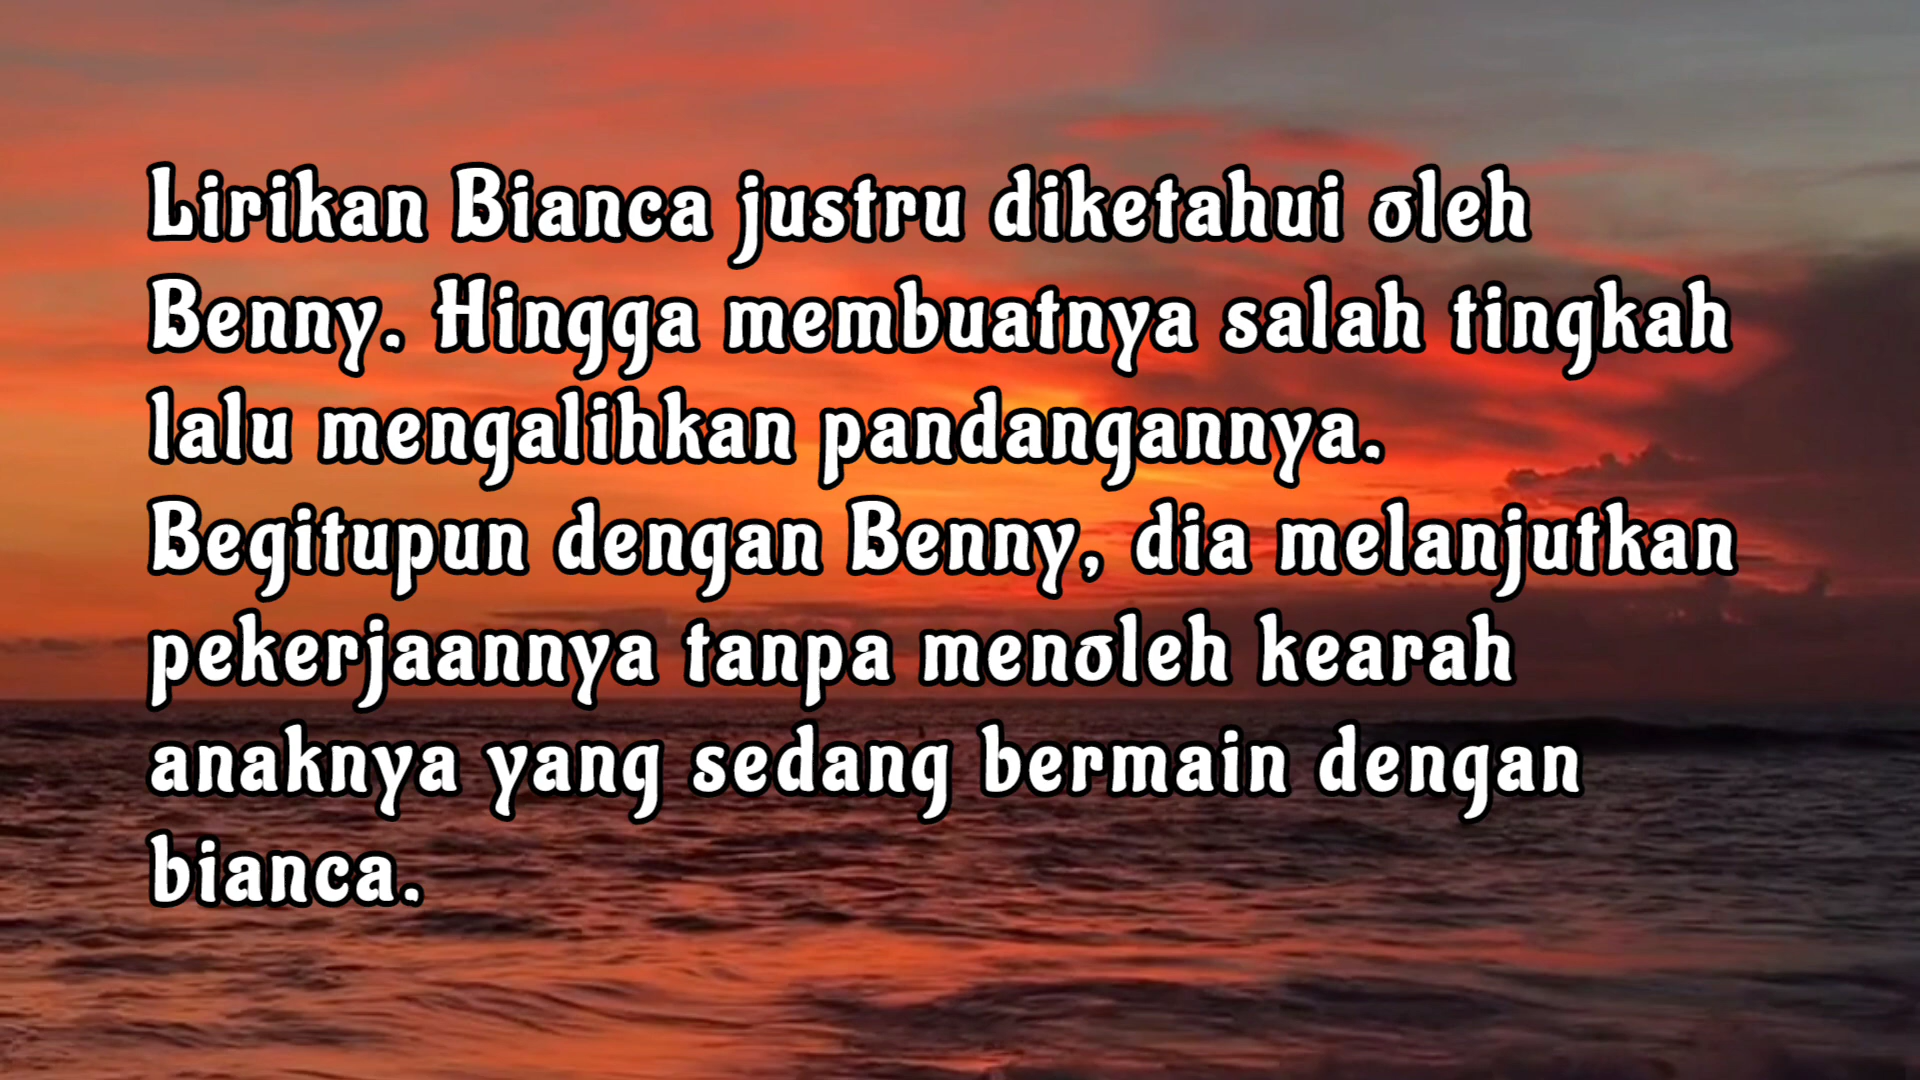 Lirikan Bianca justru diketahui oleh
Benny. Hingga membuatnya salah tingkah
lalu mengalihkan pandangannya.
Begitupun dengan Benny, dia melanjutkan
pekerjaannya tanpa menoleh kearah
anaknya yang sedang bermain dengan
bianca.